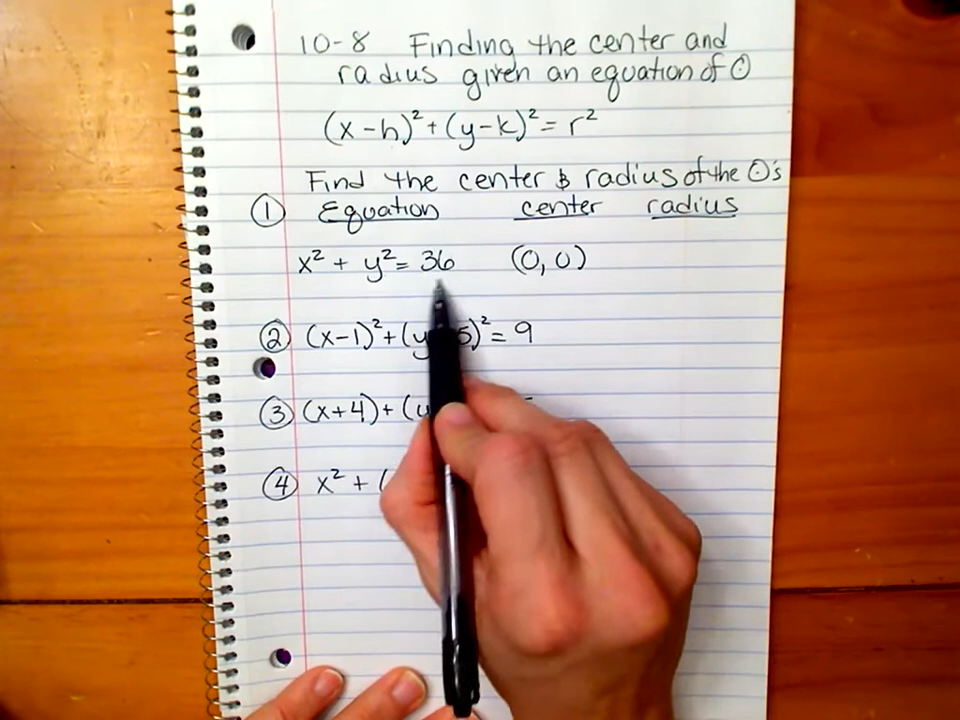 10-8 Finding the center and
radius given an equation of ⊙
(x-h)² + (y-k)² = r²
Find the center & radius of the ⊙'s
① Equation center radius
x² + y² = 36 (0,0)
② (x-1)² + (y 5)² = 9
③ (x+4) + (y
④ x² + (